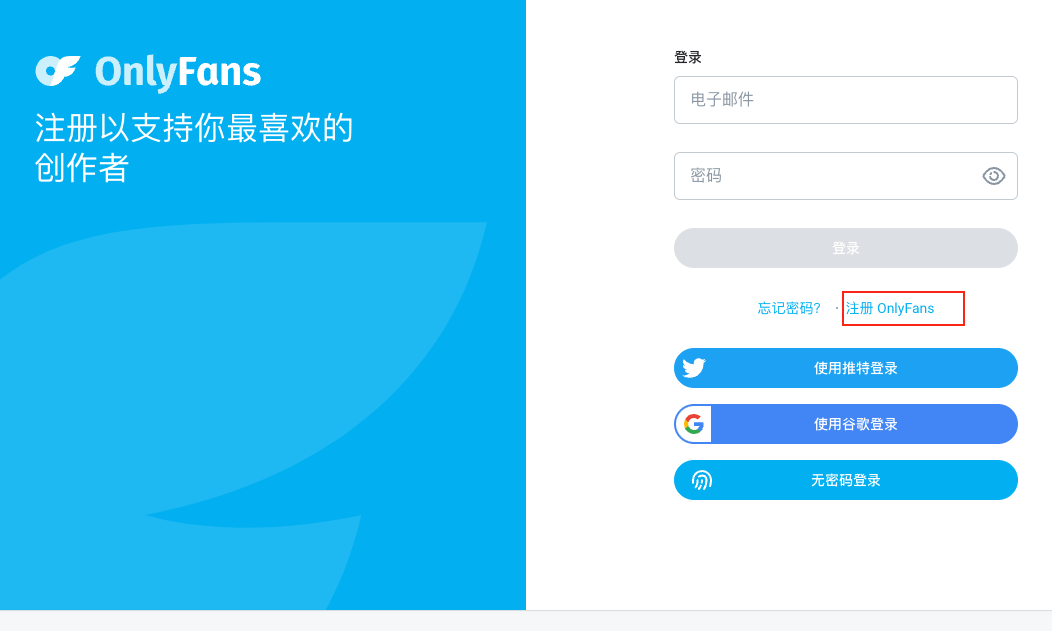 OnlyFans
注册以支持你最喜欢的
创作者
登录
电子邮件
密码
登录
忘记密码? · 注册 OnlyFans
使用推特登录
使用谷歌登录
无密码登录